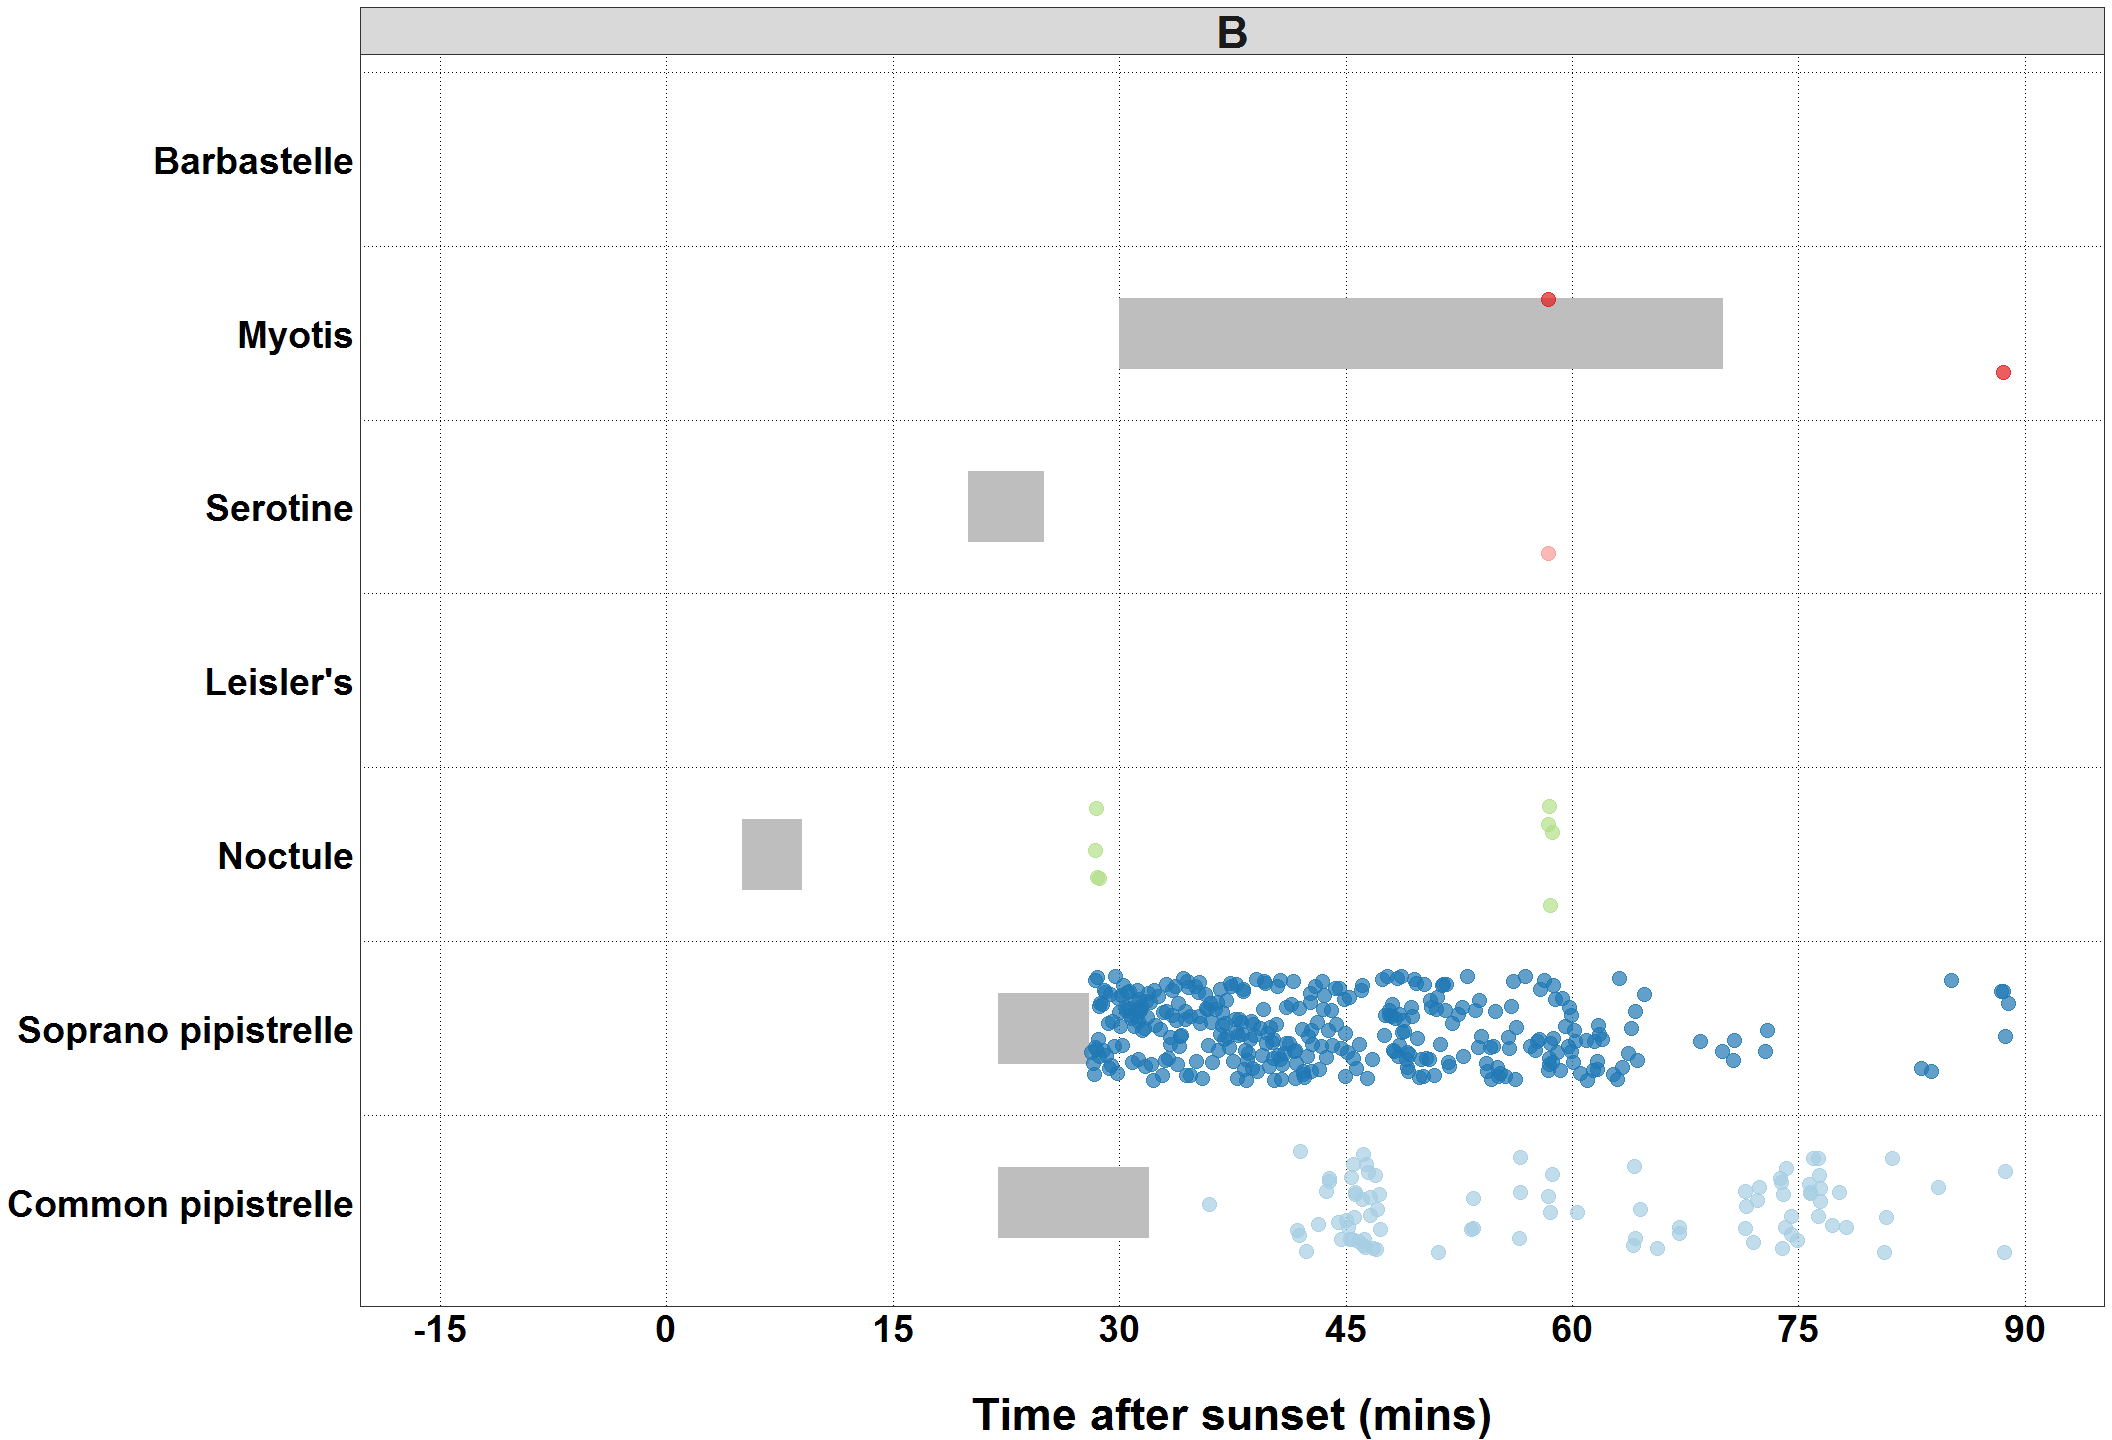 B
Barbastelle
Myotis
Serotine
Leisler's
Noctule
Soprano pipistrelle
Common pipistrelle
-15 0 15 30 45 60 75 90
Time after sunset (mins)